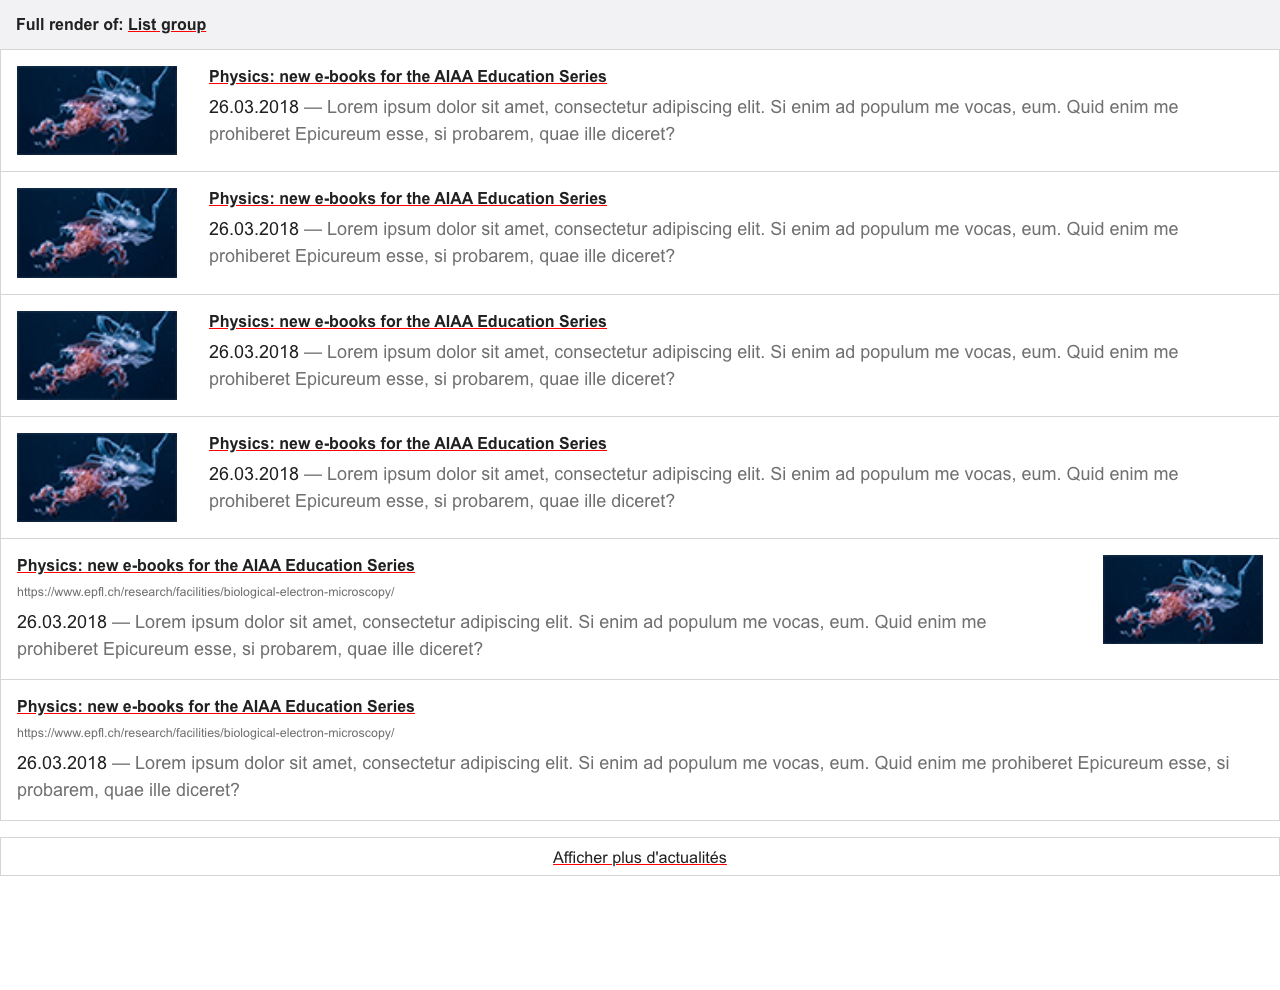 Full render of: List group
Physics: new e-books for the AIAA Education Series
26.03.2018 — Lorem ipsum dolor sit amet, consectetur adipiscing elit. Si enim ad populum me vocas, eum. Quid enim me
prohiberet Epicureum esse, si probarem, quae ille diceret?
Physics: new e-books for the AIAA Education Series
26.03.2018 — Lorem ipsum dolor sit amet, consectetur adipiscing elit. Si enim ad populum me vocas, eum. Quid enim me
prohiberet Epicureum esse, si probarem, quae ille diceret?
Physics: new e-books for the AIAA Education Series
26.03.2018 — Lorem ipsum dolor sit amet, consectetur adipiscing elit. Si enim ad populum me vocas, eum. Quid enim me
prohiberet Epicureum esse, si probarem, quae ille diceret?
Physics: new e-books for the AIAA Education Series
26.03.2018 — Lorem ipsum dolor sit amet, consectetur adipiscing elit. Si enim ad populum me vocas, eum. Quid enim me
prohiberet Epicureum esse, si probarem, quae ille diceret?
Physics: new e-books for the AIAA Education Series
https://www.epfl.ch/research/facilities/biological-electron-microscopy/
26.03.2018 — Lorem ipsum dolor sit amet, consectetur adipiscing elit. Si enim ad populum me vocas, eum. Quid enim me
prohiberet Epicureum esse, si probarem, quae ille diceret?
Physics: new e-books for the AIAA Education Series
https://www.epfl.ch/research/facilities/biological-electron-microscopy/
26.03.2018 — Lorem ipsum dolor sit amet, consectetur adipiscing elit. Si enim ad populum me vocas, eum. Quid enim me prohiberet Epicureum esse, si
probarem, quae ille diceret?
Afficher plus d'actualités